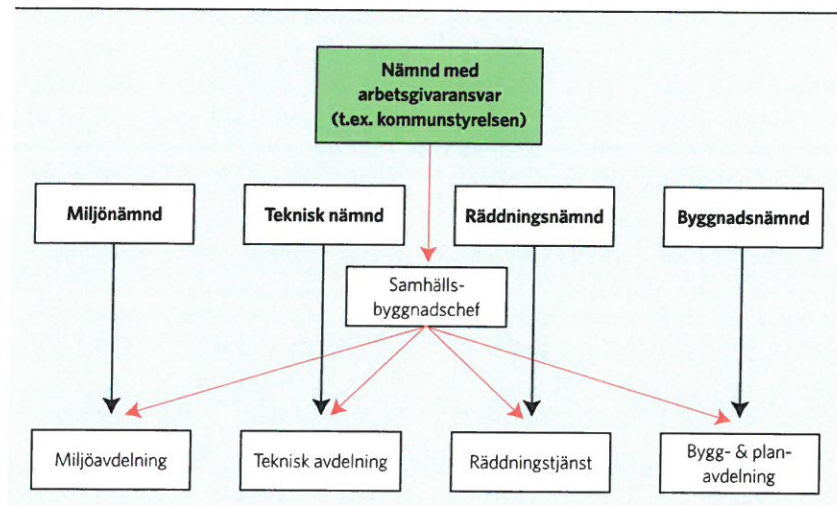 Nämnd med
arbetsgivaransvar
(t.ex. kommunstyrelsen)
Miljönämnd
Teknisk nämnd
Räddningsnämnd
Byggnadsnämnd
Samhälls-
byggnadschef
Miljöavdelning
Teknisk avdelning
Räddningstjänst
Bygg- & plan-
avdelning